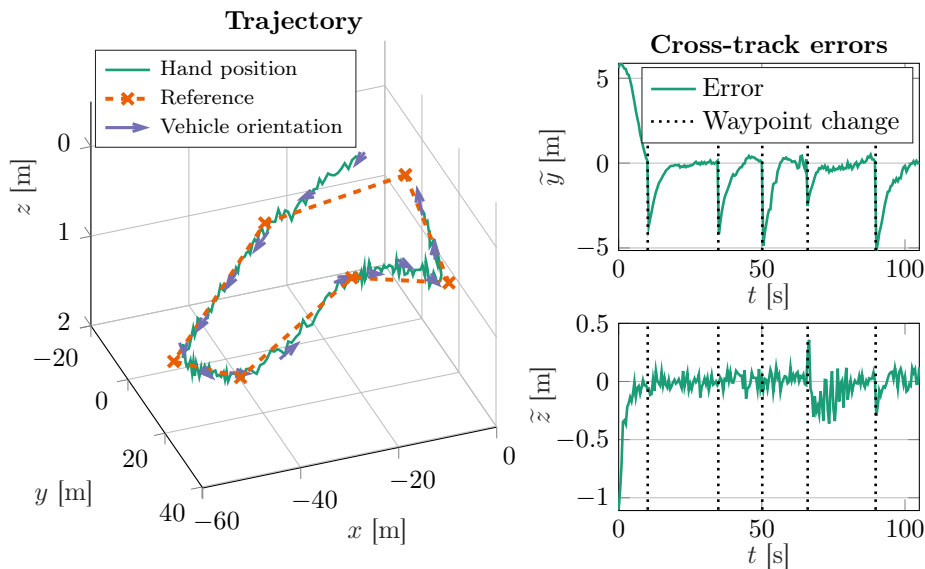 Trajectory
Hand position
Reference
Vehicle orientation
0
1
2
z [m]
−20
0
20
40
y [m]
−60
−40
−20
0
x [m]
Cross-track errors
Error
Waypoint change
5
0
−5
ỹ [m]
0
50
100
t [s]
0.5
0
−0.5
−1
z̃ [m]
0
50
100
t [s]